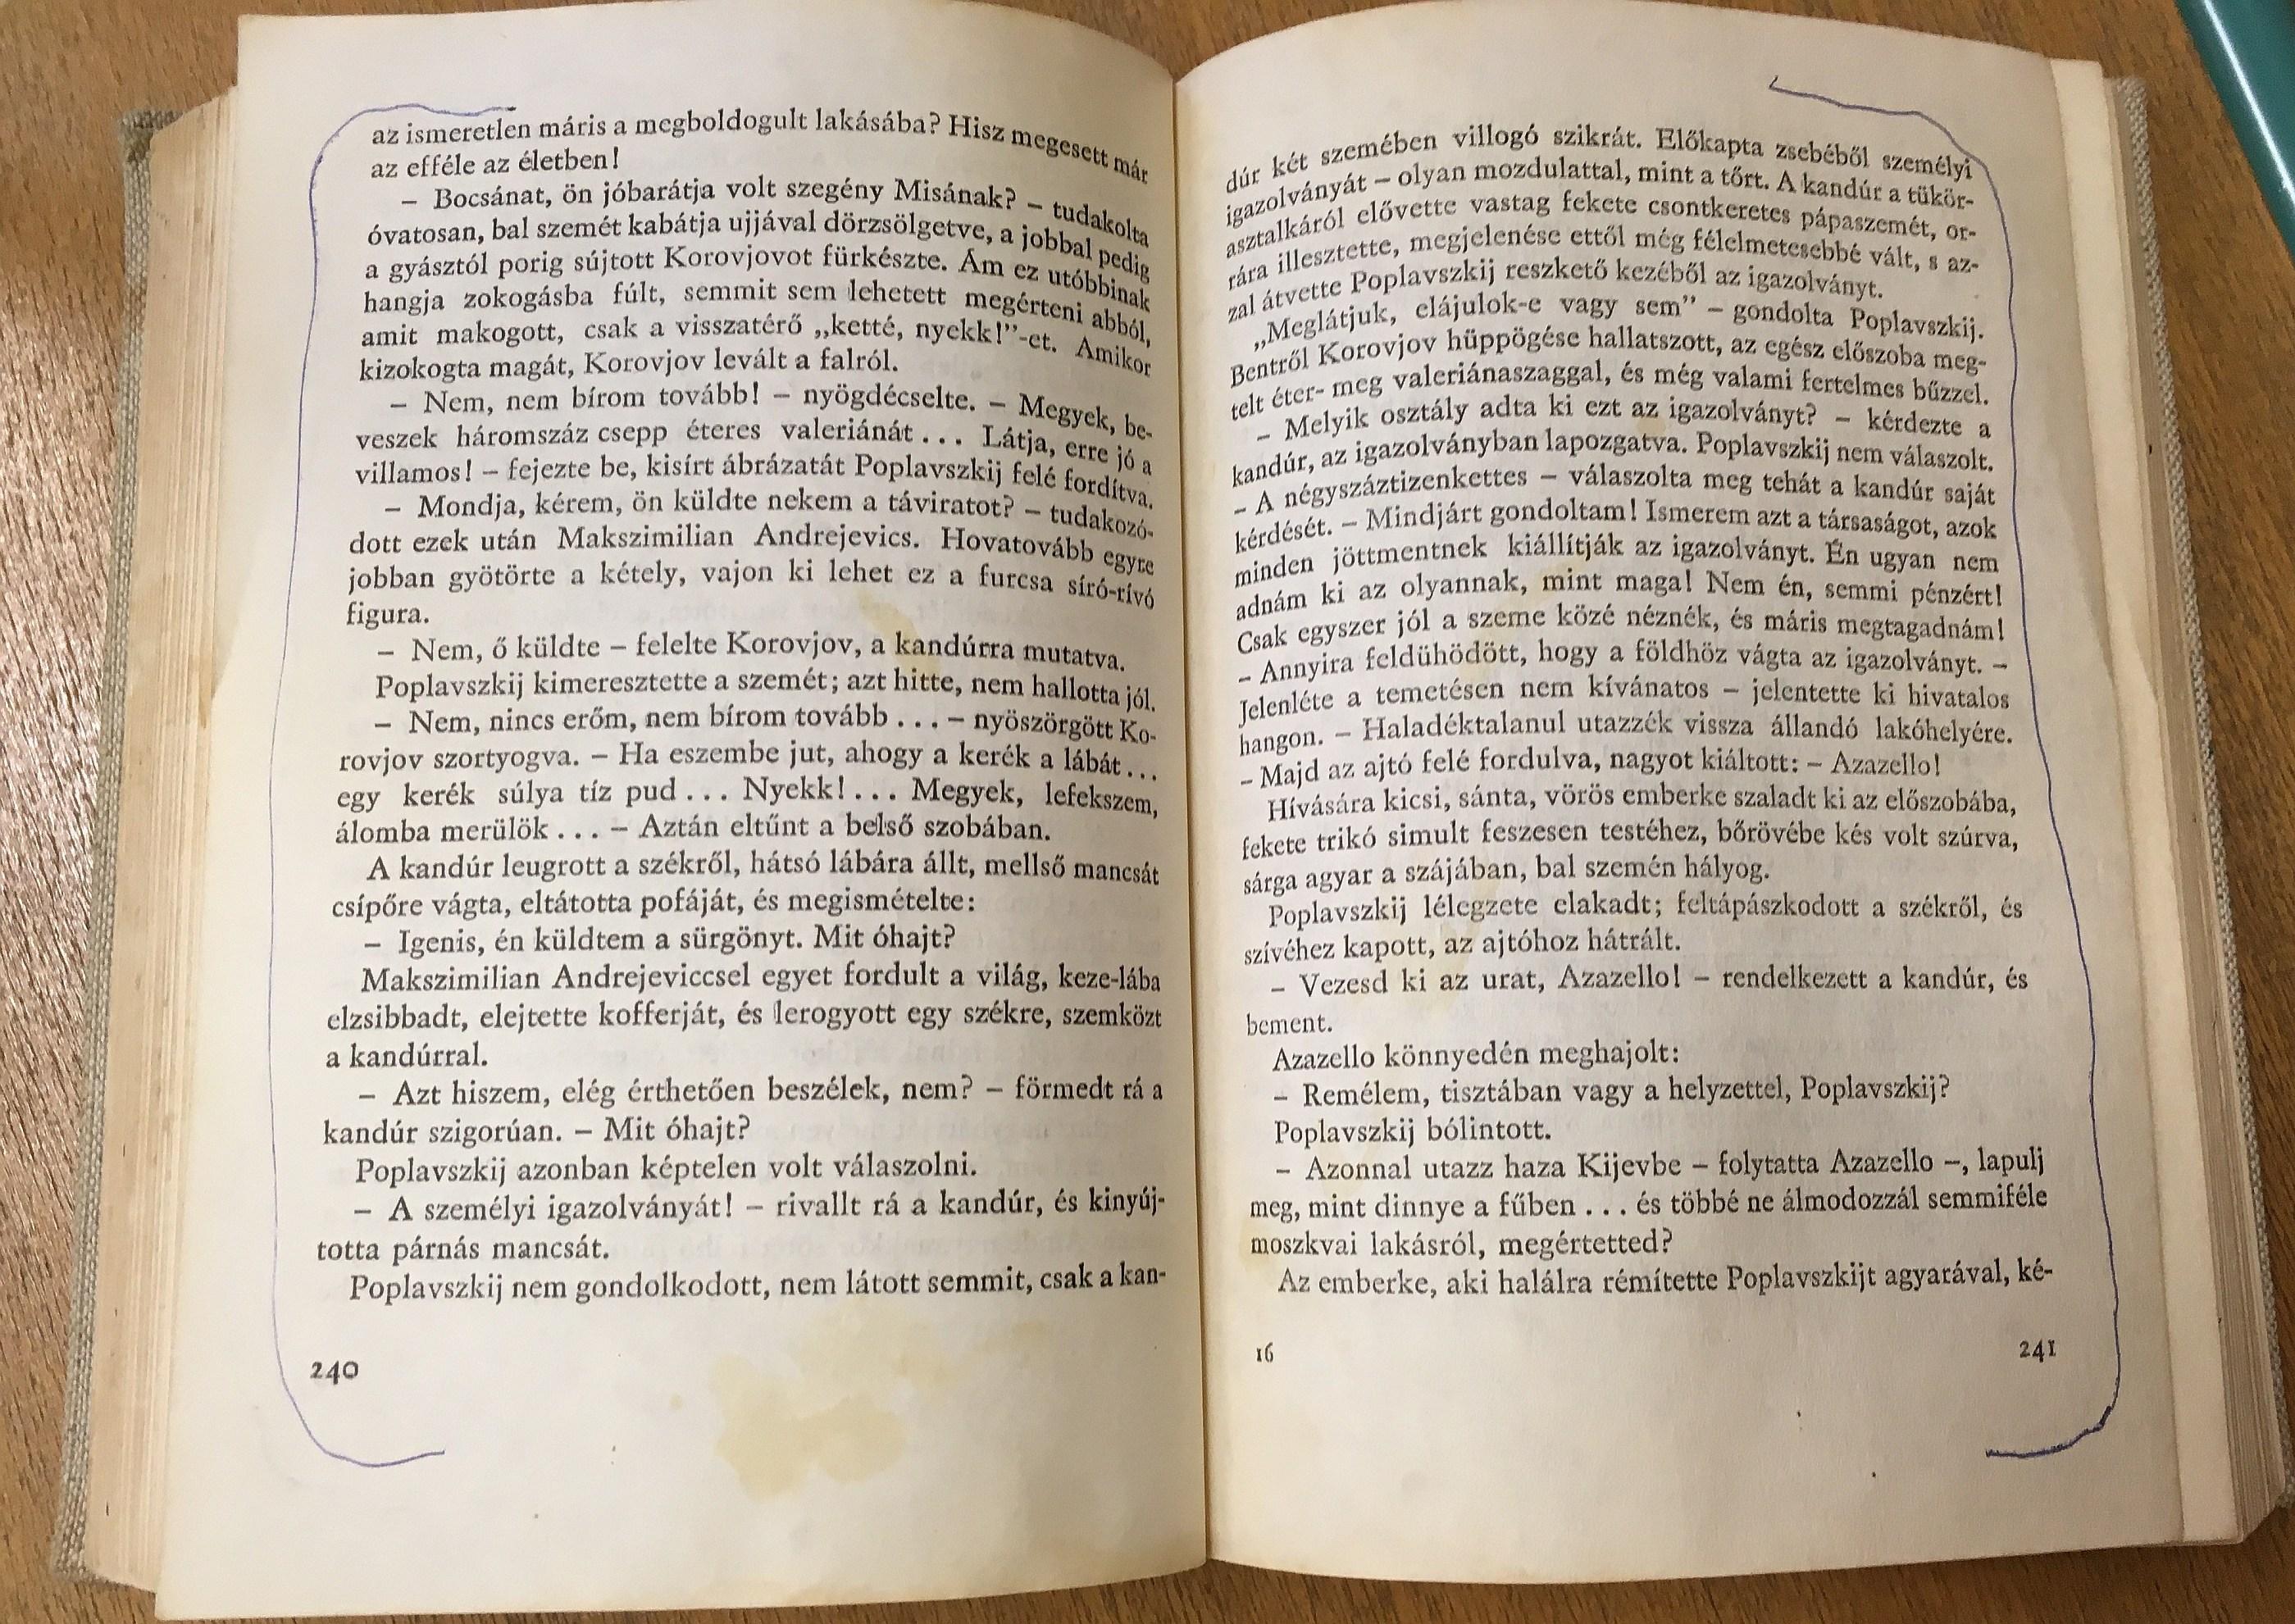 az ismeretlen máris a megboldogult lakásába? Hisz megesett már
az efféle az életben!
– Bocsánat, ön jóbarátja volt szegény Misának? – tudakolta
óvatosan, bal szemét kabátja ujjával dörzsölgetve, a jobbal pedig
a gyásztól porig sújtott Korovjovot fürkészte. Ám ez utóbbinak
hangja zokogásba fúlt, semmit sem lehetett megérteni abból,
amit makogott, csak a visszatérő „ketté, nyekk!”-et. Amikor
kizokogta magát, Korovjov levált a falról.
– Nem, nem bírom tovább! – nyögdécselte. – Megyek, be-
veszek háromszáz csepp éteres valeriánát... Látja, erre jó a
villamos! – fejezte be, kisírt ábrázatát Poplavszkij felé fordítva.
– Mondja, kérem, ön küldte nekem a táviratot? – tudakozó-
dott ezek után Makszimilian Andrejevics. Hovatovább egyre
jobban gyötörte a kétely, vajon ki lehet ez a furcsa síró-rívó
figura.
– Nem, ő küldte – felelte Korovjov, a kandúrra mutatva.
Poplavszkij kimeresztette a szemét; azt hitte, nem hallotta jól.
– Nem, nincs erőm, nem bírom tovább... – nyöszörgött Ko-
rovjov szortyogva. – Ha eszembe jut, ahogy a kerék a lábát...
egy kerék súlya tíz pud... Nyekk!... Megyek, lefekszem,
álomba merülök... – Aztán eltűnt a belső szobában.
A kandúr leugrott a székről, hátsó lábára állt, mellső mancsát
csípőre vágta, eltátotta pofáját, és megismételte:
– Igenis, én küldtem a sürgönyt. Mit óhajt?
Makszimilian Andrejeviccsel egyet fordult a világ, keze-lába
elzsibbadt, elejtette kofferját, és lerogyott egy székre, szemközt
a kandúrral.
– Azt hiszem, elég érthetően beszélek, nem? – förmedt rá a
kandúr szigorúan. – Mit óhajt?
Poplavszkij azonban képtelen volt válaszolni.
– A személyi igazolványát! – rivallt rá a kandúr, és kinyúj-
totta párnás mancsát.
Poplavszkij nem gondolkodott, nem látott semmit, csak a kan-
240
dúr két szemében villogó szikrát. Előkapta zsebéből személyi
igazolványát – olyan mozdulattal, mint a tőrt. A kandúr a tükör-
asztalkáról elővette vastag fekete csontkeretes pápaszemét, or-
rára illesztette, megjelenése ettől még félelmetesebbé vált, s az-
zal átvette Poplavszkij reszkető kezéből az igazolványt.
„Meglátjuk, elájulok-e vagy sem” – gondolta Poplavszkij.
Bentről Korovjov hüppögése hallatszott, az egész előszoba meg-
telt éter- meg valeriánaszaggal, és még valami fertelmes bűzzel.
– Melyik osztály adta ki ezt az igazolványt? – kérdezte a
kandúr, az igazolványban lapozgatva. Poplavszkij nem válaszolt.
– A négyszáztizenkettes – válaszolta meg tehát a kandúr saját
kérdését. – Mindjárt gondoltam! Ismerem azt a társaságot, azok
minden jöttmentnek kiállítják az igazolványt. Én ugyan nem
adnám ki az olyannak, mint maga! Nem én, semmi pénzért!
Csak egyszer jól a szeme közé néznék, és máris megtagadnám!
– Annyira feldühödött, hogy a földhöz vágta az igazolványt. –
Jelenléte a temetésen nem kívánatos – jelentette ki hivatalos
hangon. – Haladéktalanul utazzék vissza állandó lakóhelyére.
– Majd az ajtó felé fordulva, nagyot kiáltott: – Azazello!
Hívására kicsi, sánta, vörös emberke szaladt ki az előszobába,
fekete trikó simult feszesen testéhez, bőrövébe kés volt szúrva,
sárga agyar a szájában, bal szemén hályog.
Poplavszkij lélegzete elakadt; feltápászkodott a székről, és
szívéhez kapott, az ajtóhoz hátrált.
– Vezesd ki az urat, Azazello! – rendelkezett a kandúr, és
bement.
Azazello könnyedén meghajolt:
– Remélem, tisztában vagy a helyzettel, Poplavszkij?
Poplavszkij bólintott.
– Azonnal utazz haza Kijevbe – folytatta Azazello –, lapulj
meg, mint dinnye a fűben... és többé ne álmodozzál semmiféle
moszkvai lakásról, megértetted?
Az emberke, aki halálra rémítette Poplavszkijt agyarával, ké-
16
241